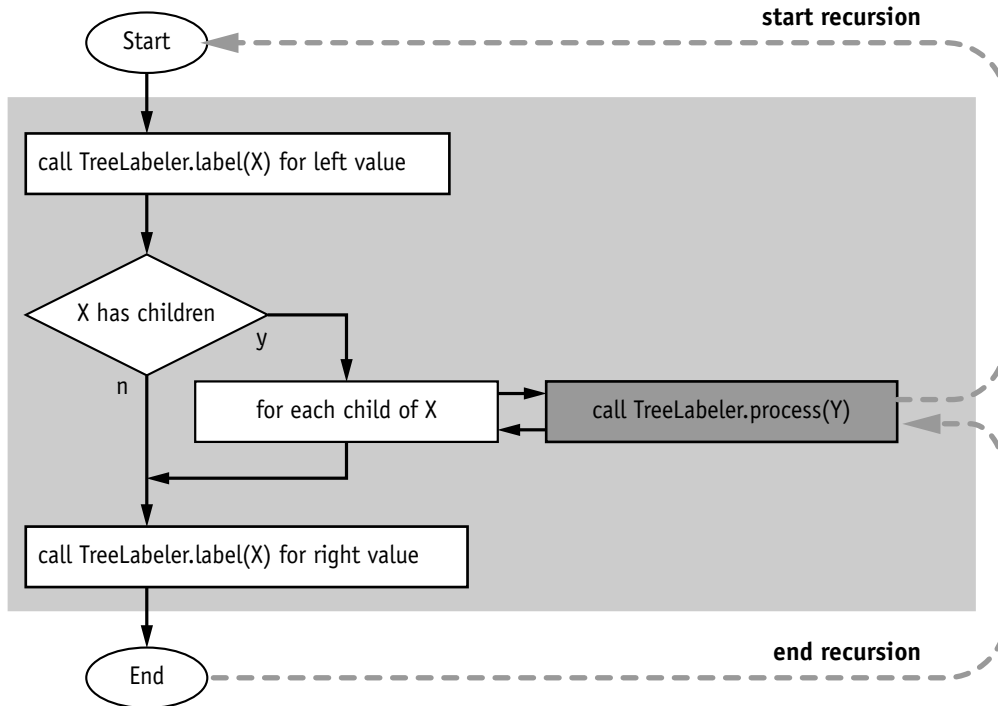 start recursion
Start
call TreeLabeler.label(X) for left value
X has children
y
n
for each child of X
call TreeLabeler.process(Y)
call TreeLabeler.label(X) for right value
end recursion
End